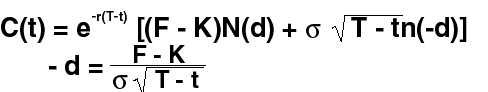 C(t) = e^-r(T-t) [(F - K)N(d) + σ √T - tn(-d)]
- d = F - K / σ √T - t